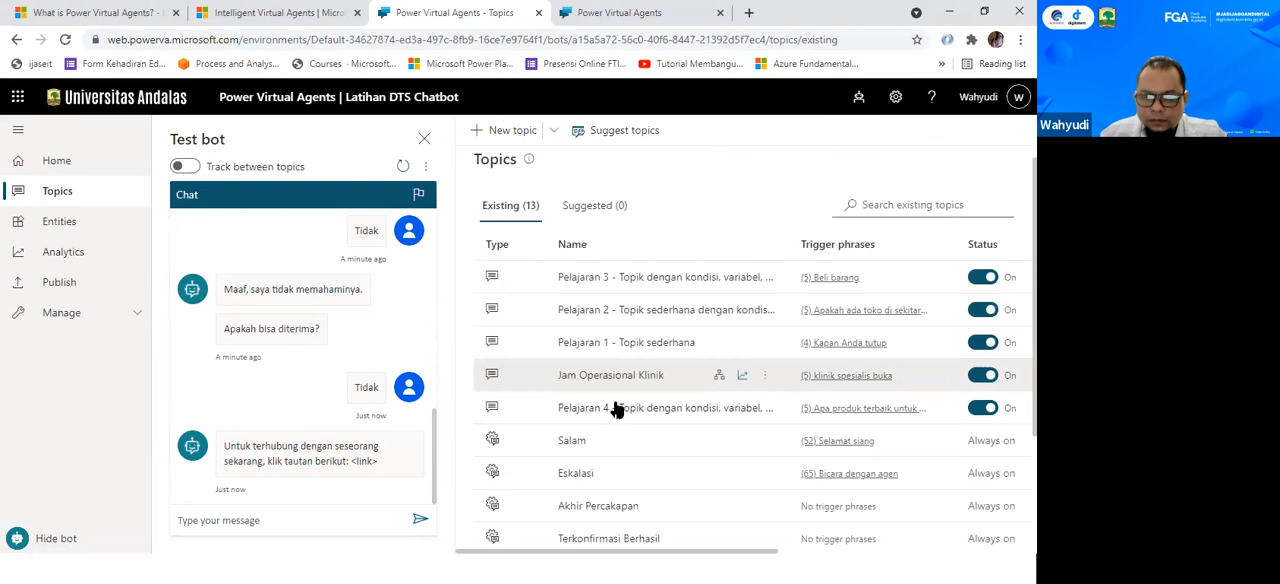 What is Power Virtual Agents? -
Intelligent Virtual Agents | Micros
Power Virtual Agents - Topics
Power Virtual Agents
web.powerva.microsoft.com/environments/Default-34627874-ed3a-497c-8fb9-16ce7e9764f1/bots/a15a5a72-56c0-40f6-8447-21392d5f7ec4/topics/existing
ijaseit
Form Kehadiran Ed...
Process and Analys...
Courses - Microsoft...
Microsoft Power Pla...
Presensi Online FTI...
Tutorial Membangu...
Azure Fundamental...
»
Reading list
Universitas Andalas
Power Virtual Agents | Latihan DTS Chatbot
?
Wahyudi
W
Home
Topics
Entities
Analytics
Publish
Manage
Hide bot
Test bot
Track between topics
Chat
Tidak
A minute ago
Maaf, saya tidak memahaminya.
Apakah bisa diterima?
A minute ago
Tidak
Just now
Untuk terhubung dengan seseorang
sekarang, klik tautan berikut: <link>
Just now
Type your message
New topic
Suggest topics
Topics
Existing (13)
Suggested (0)
Search existing topics
Type Name Trigger phrases Status
Pelajaran 3 - Topik dengan kondisi, variabel, ... (5) Beli barang On
Pelajaran 2 - Topik sederhana dengan kondis... (5) Apakah ada toko di sekitar... On
Pelajaran 1 - Topik sederhana (4) Kapan Anda tutup On
Jam Operasional Klinik (5) klinik spesialis buka On
Pelajaran 4 - Topik dengan kondisi, variabel, ... (5) Apa produk terbaik untuk ... On
Salam (52) Selamat siang Always on
Eskalasi (65) Bicara dengan agen Always on
Akhir Percakapan No trigger phrases Always on
Terkonfirmasi Berhasil No trigger phrases Always on
digitalent
FGA
#JADIJAGOANDIGITAL
Wahyudi